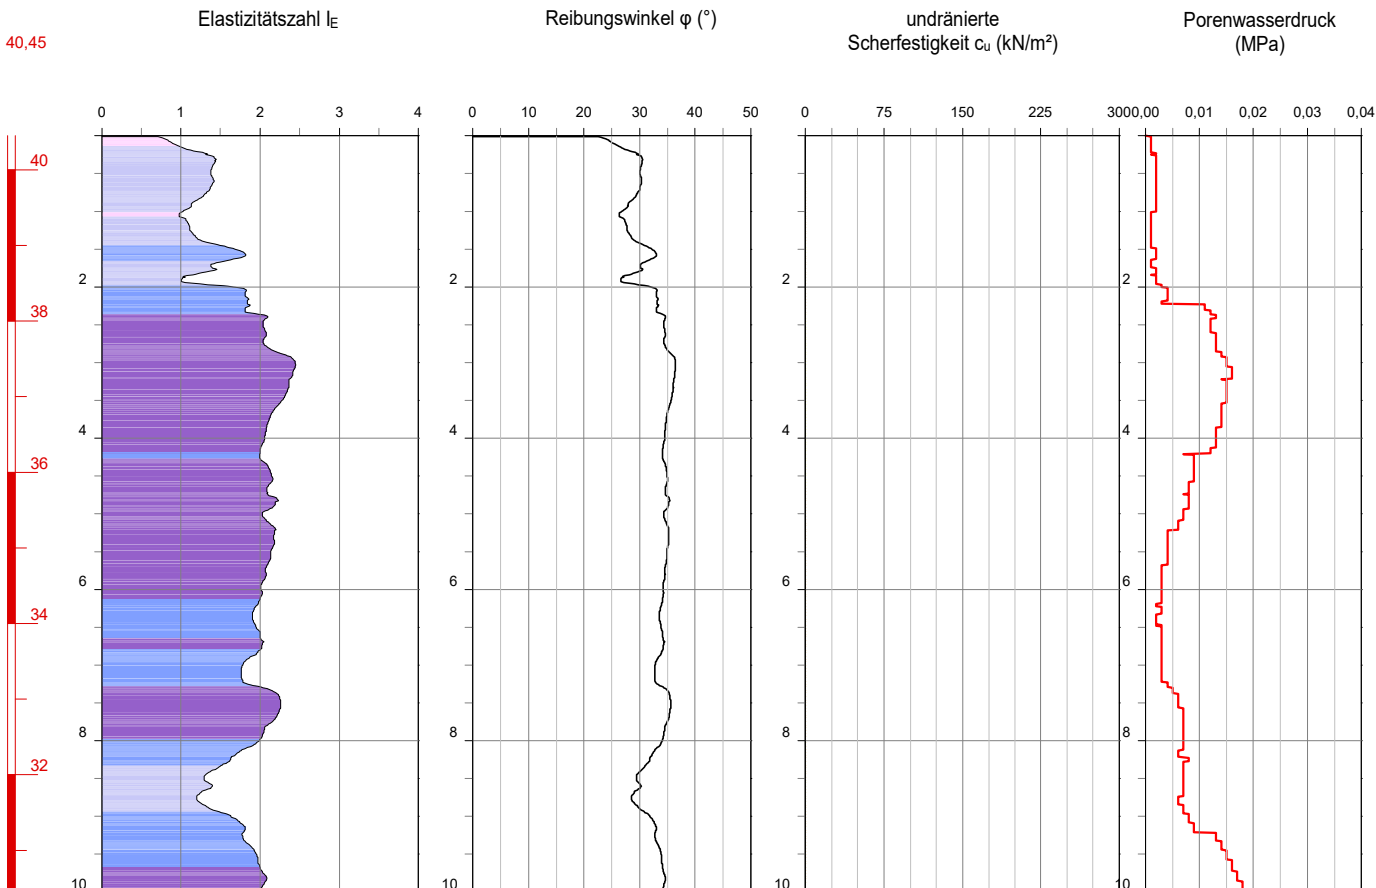 Elastizitätszahl IE
Reibungswinkel φ (°)
undränierte
Scherfestigkeit cu (kN/m²)
Porenwasserdruck
(MPa)
40,45
0 1 2 3 4
0 10 20 30 40 50
0 75 150 225 300
0,00 0,01 0,02 0,03 0,04
40
2 2 2 2
38
4 4 4 4
36
6 6 6 6
34
8 8 8 8
32
10 10 10 10